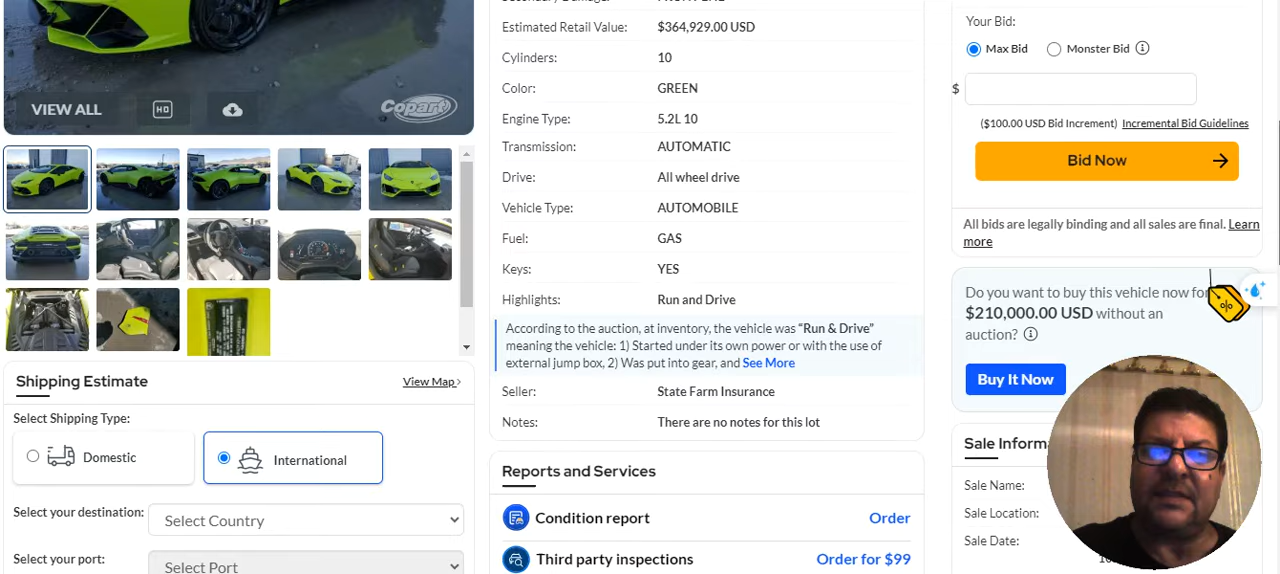 VIEW ALL
HD
Copart
Shipping Estimate
View Map
Select Shipping Type:
Domestic
International
Select your destination:
Select Country
Select your port:
Select Port
Estimated Retail Value: $364,929.00 USD
Cylinders: 10
Color: GREEN
Engine Type: 5.2L 10
Transmission: AUTOMATIC
Drive: All wheel drive
Vehicle Type: AUTOMOBILE
Fuel: GAS
Keys: YES
Highlights: Run and Drive
According to the auction, at inventory, the vehicle was “Run & Drive”
meaning the vehicle: 1) Started under its own power or with the use of
external jump box, 2) Was put into gear, and See More
Seller: State Farm Insurance
Notes: There are no notes for this lot
Reports and Services
Condition report Order
Third party inspections Order for $99
Your Bid:
Max Bid Monster Bid
$
($100.00 USD Bid Increment) Incremental Bid Guidelines
Bid Now
All bids are legally binding and all sales are final. Learn
more
Do you want to buy this vehicle now for
$210,000.00 USD without an
auction?
%
Buy It Now
Sale
Sale Name:
Sale Location:
Sale Date: